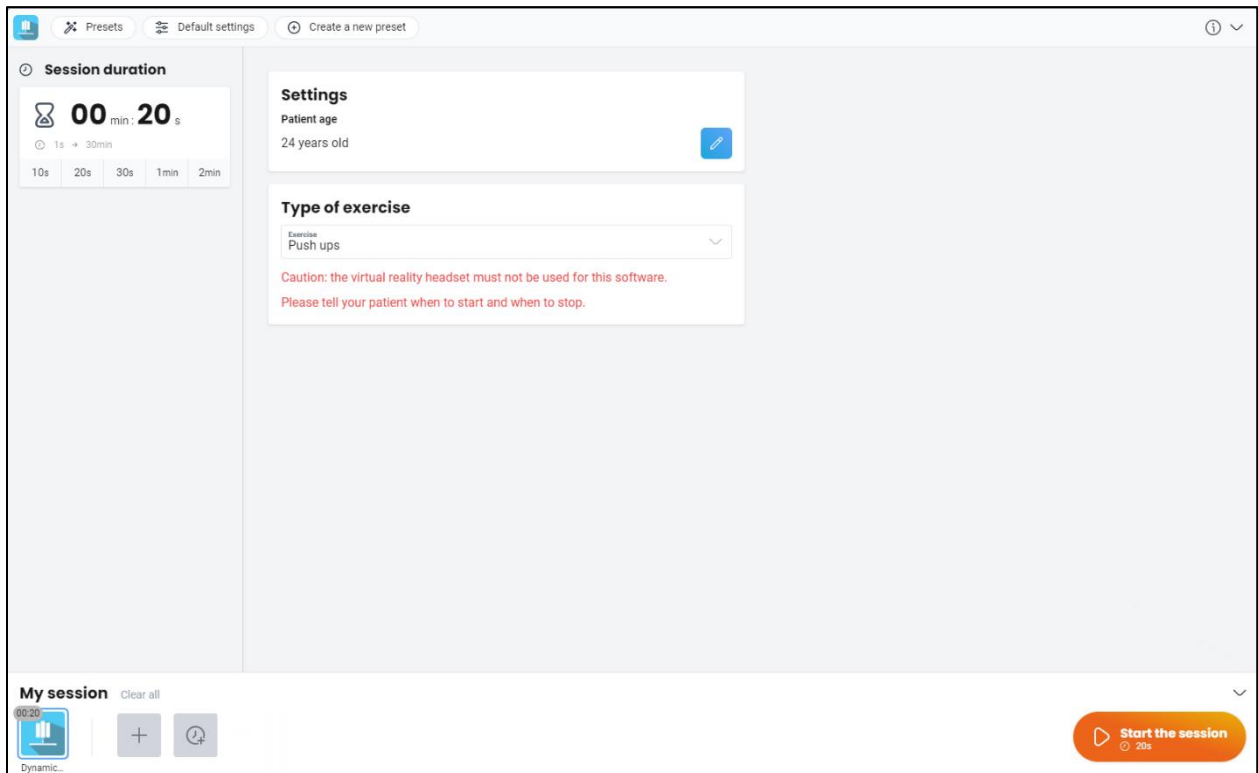 Presets
Default settings
Create a new preset
Session duration
00 min : 20 s
1s → 30min
10s 20s 30s 1min 2min
Settings
Patient age
24 years old
Type of exercise
Exercise
Push ups
Caution: the virtual reality headset must not be used for this software.
Please tell your patient when to start and when to stop.
My session Clear all
00:20
Dynamic...
Start the session
20s